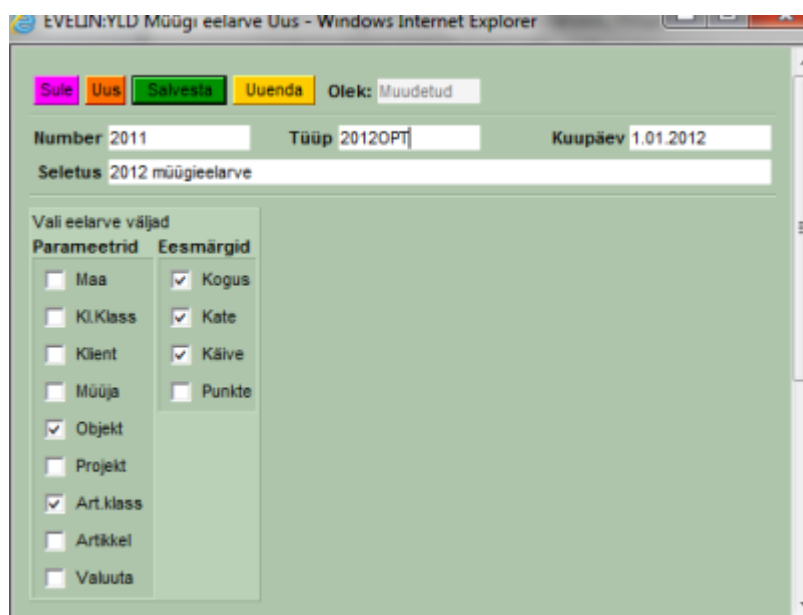 EVELIN:YLD Müügi eelarve Uus - Windows Internet Explorer
Sule Uus Salvesta Uuenda Olek: Muudetud
Number 2011 Tüüp 2012OPT Kuupäev 1.01.2012
Seletus 2012 müügieelarve
Vali eelarve väljad
Parameetrid Eesmärgid
Maa Kogus
Kl.Klass Kate
Klient Käive
Müüja Punkte
Objekt
Projekt
Art.klass
Artikkel
Valuuta